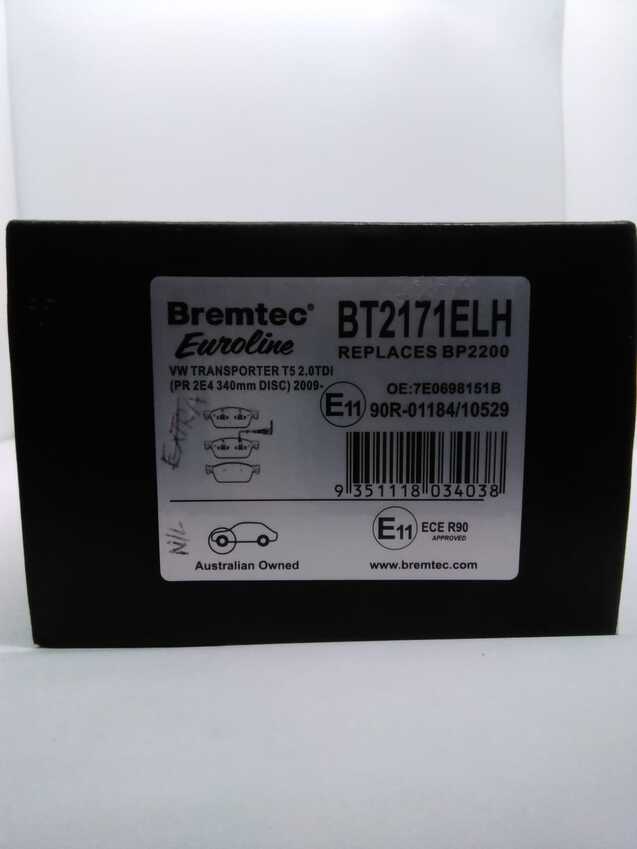 Bremtec®
Euroline
BT2171ELH
REPLACES BP2200
VW TRANSPORTER T5 2.0TDI
(PR 2E4 340mm DISC) 2009-
E11
OE:7E0698151B
90R-01184/10529
EXTRA
9 351118 034038
N/L
Australian Owned
E11
ECE R90
APPROVED
www.bremtec.com